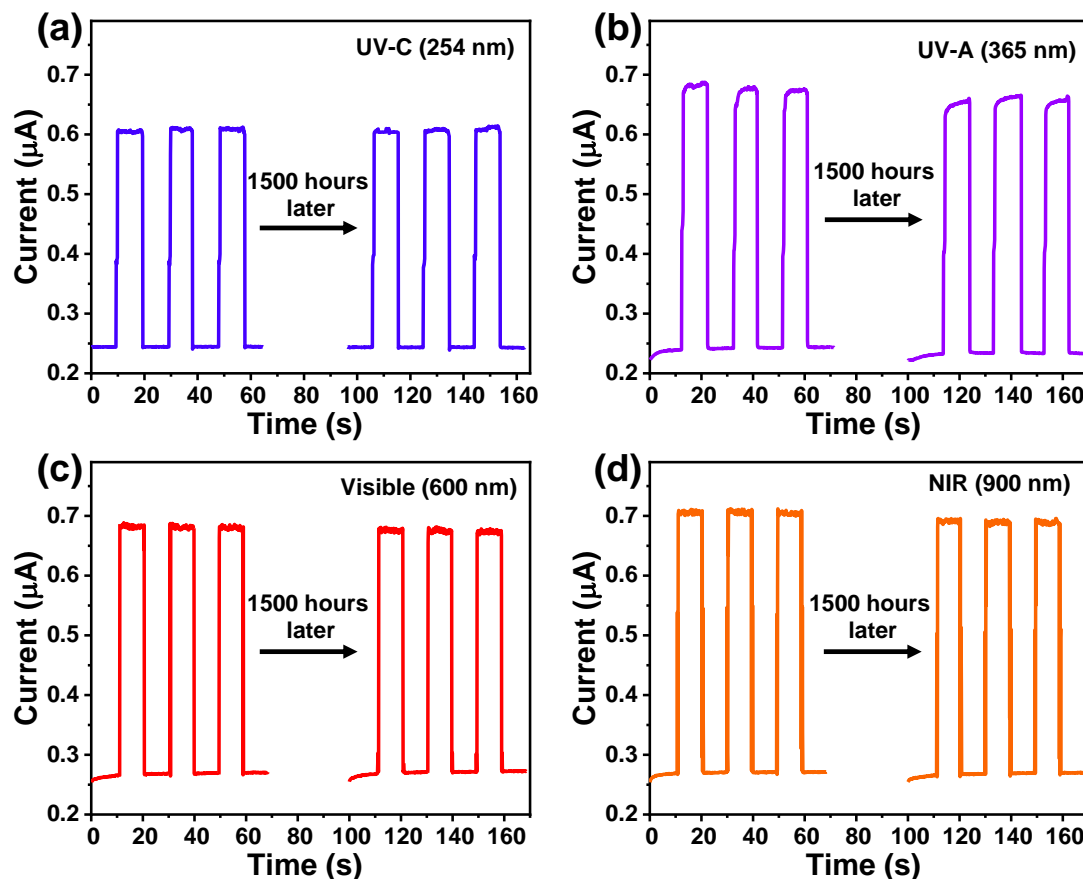 (a)
UV-C (254 nm)
0.7
0.6
0.5
0.4
0.3
0.2
Current (μA)
1500 hours
later
0 20 40 60 80 100 120 140 160
Time (s)
(b)
UV-A (365 nm)
0.7
0.6
0.5
0.4
0.3
0.2
Current (μA)
1500 hours
later
0 20 40 60 80 100 120 140 160
Time (s)
(c)
Visible (600 nm)
0.7
0.6
0.5
0.4
0.3
0.2
Current (μA)
1500 hours
later
0 20 40 60 80 100 120 140 160
Time (s)
(d)
NIR (900 nm)
0.7
0.6
0.5
0.4
0.3
0.2
Current (μA)
1500 hours
later
0 20 40 60 80 100 120 140 160
Time (s)